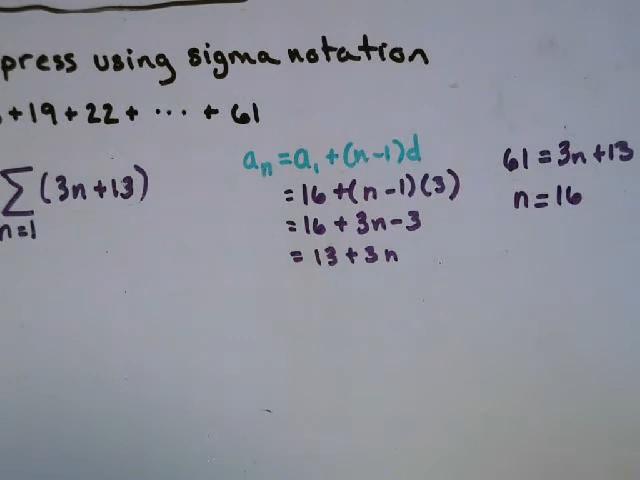 press using sigma notation
+19+22+ ... + 61
∑ (3n+13)
n=1
aₙ = a₁ + (n-1)d
= 16 + (n-1)(3)
= 16 + 3n-3
= 13 + 3n
61 = 3n+13
n=16